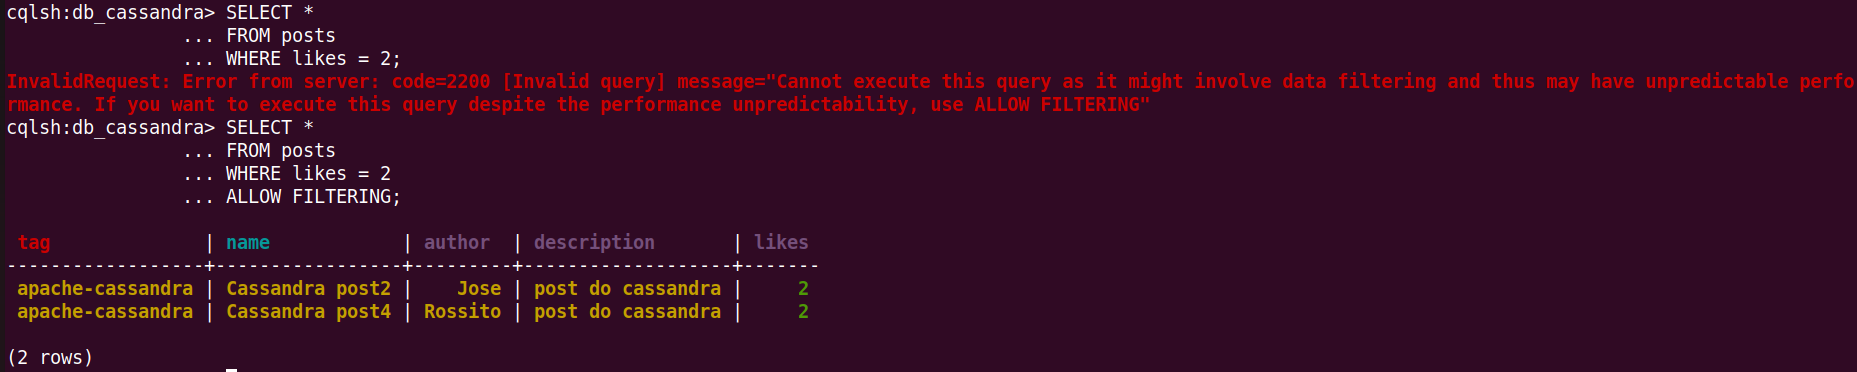 cqlsh:db_cassandra> SELECT *
                ... FROM posts
                ... WHERE likes = 2;
InvalidRequest: Error from server: code=2200 [Invalid query] message="Cannot execute this query as it might involve data filtering and thus may have unpredictable perfo
rmance. If you want to execute this query despite the performance unpredictability, use ALLOW FILTERING"
cqlsh:db_cassandra> SELECT *
                ... FROM posts
                ... WHERE likes = 2
                ... ALLOW FILTERING;
 tag              | name            | author  | description       | likes
------------------+-----------------+---------+-------------------+-------
 apache-cassandra | Cassandra post2 |    Jose | post do cassandra |     2
 apache-cassandra | Cassandra post4 | Rossito | post do cassandra |     2
(2 rows)